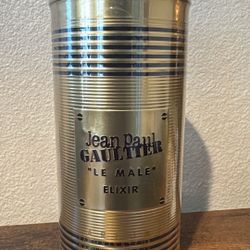 Jean Paul
GAULTIER
"LE MALE"
ELIXIR